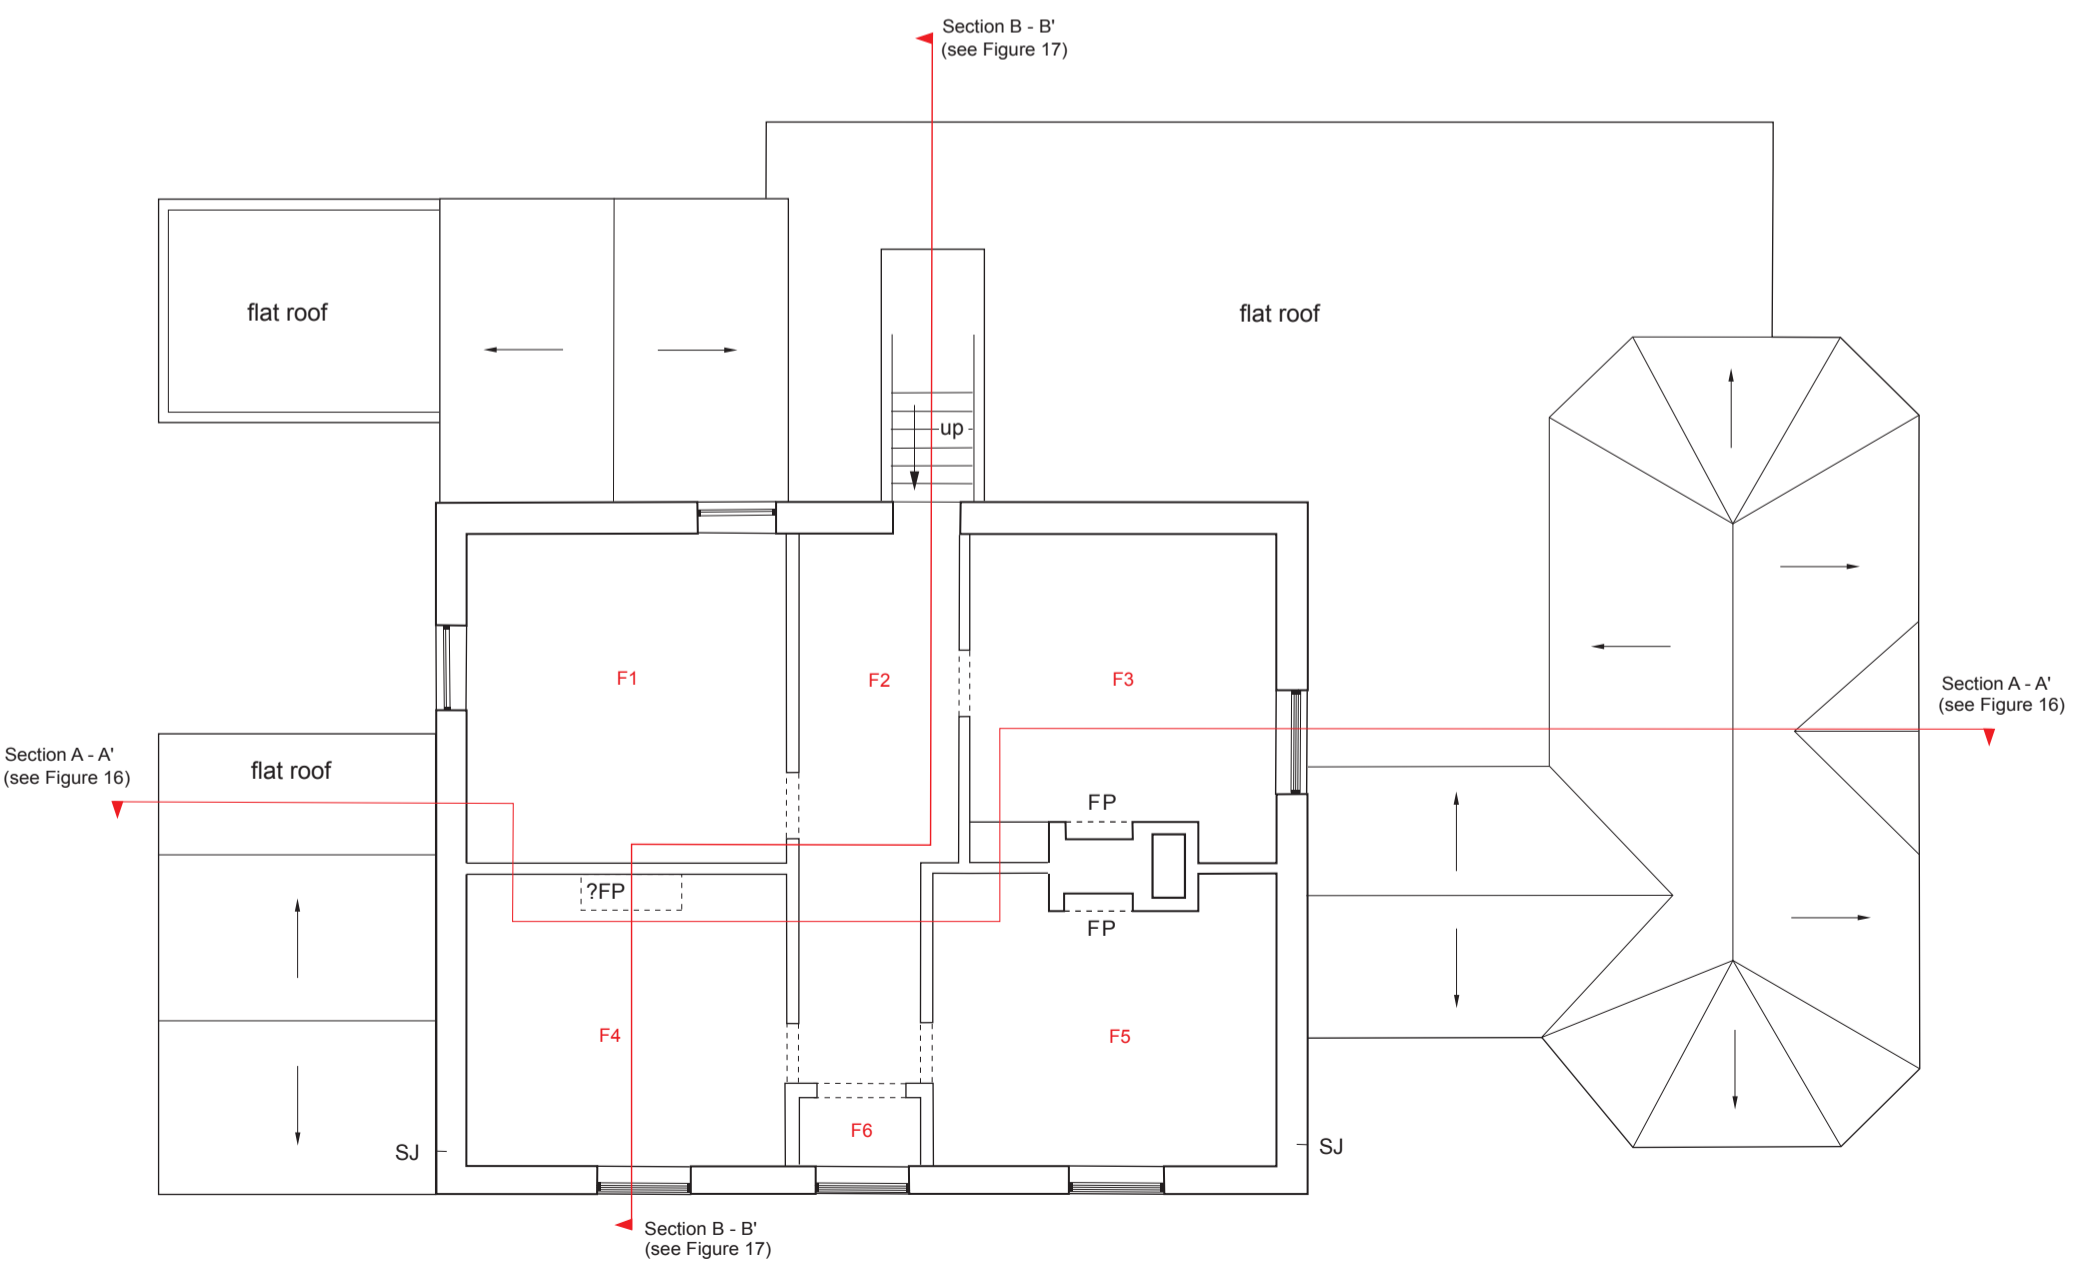 Section B - B'
(see Figure 17)
flat roof
flat roof
up
F1
F2
F3
Section A - A'
(see Figure 16)
Section A - A'
(see Figure 16)
flat roof
FP
?FP
FP
F4
F5
F6
SJ
SJ
Section B - B'
(see Figure 17)